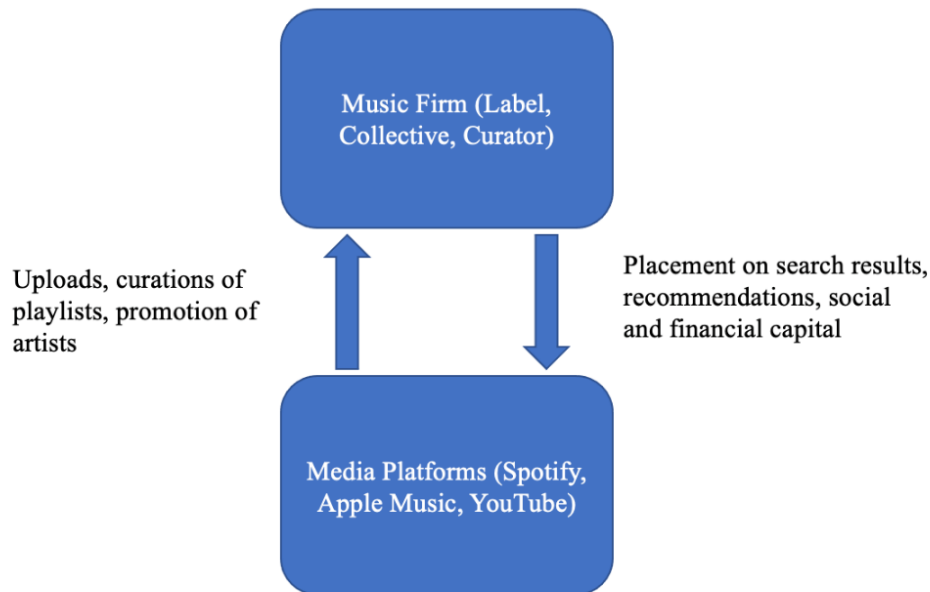 Music Firm (Label,
Collective, Curator)
Uploads, curations of
playlists, promotion of
artists
Placement on search results,
recommendations, social
and financial capital
Media Platforms (Spotify,
Apple Music, YouTube)